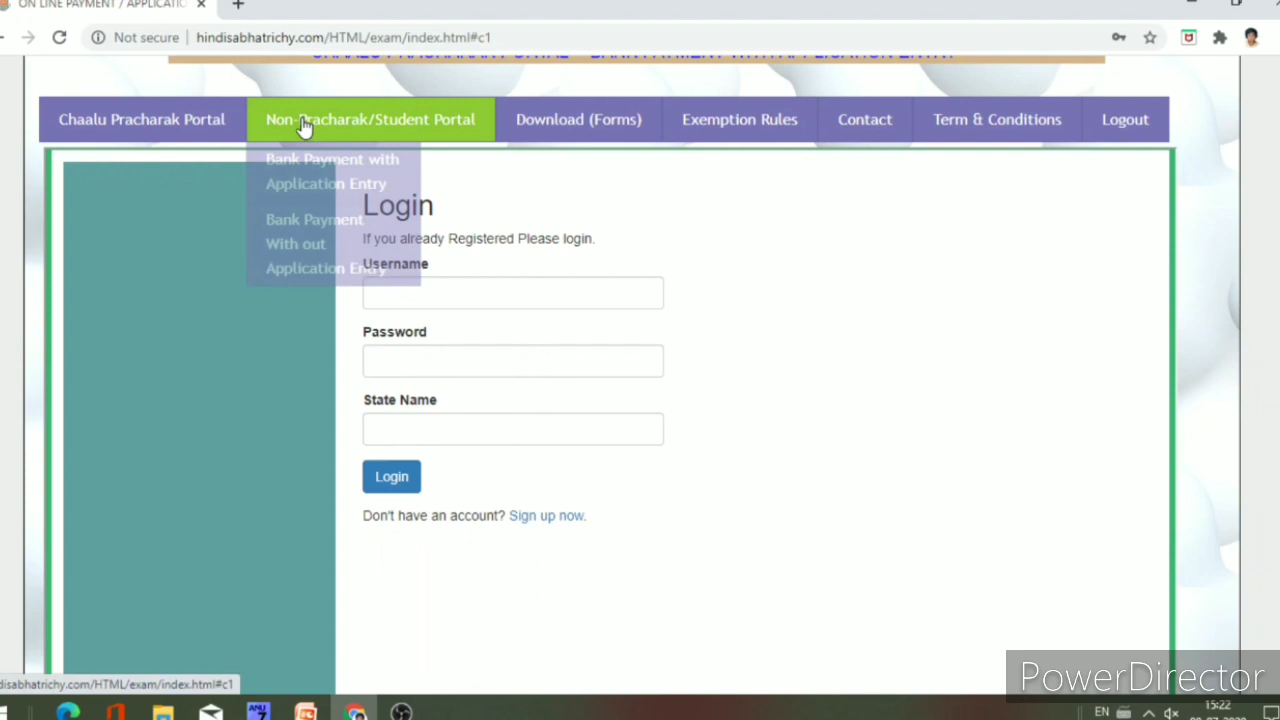 ON LINE PAYMENT / APPLICATIO
Not secure | hindisabhatrichy.com/HTML/exam/index.html#c1
Chaalu Pracharak Portal
Non-Pracharak/Student Portal
Download (Forms)
Exemption Rules
Contact
Term & Conditions
Logout
Bank Payment with
Application Entry
Bank Payment
With out
Application Entry
Login
If you already Registered Please login.
Username
Password
State Name
Login
Don't have an account? Sign up now.
disabhatrichy.com/HTML/exam/index.html#c1
PowerDirector
EN
15:22